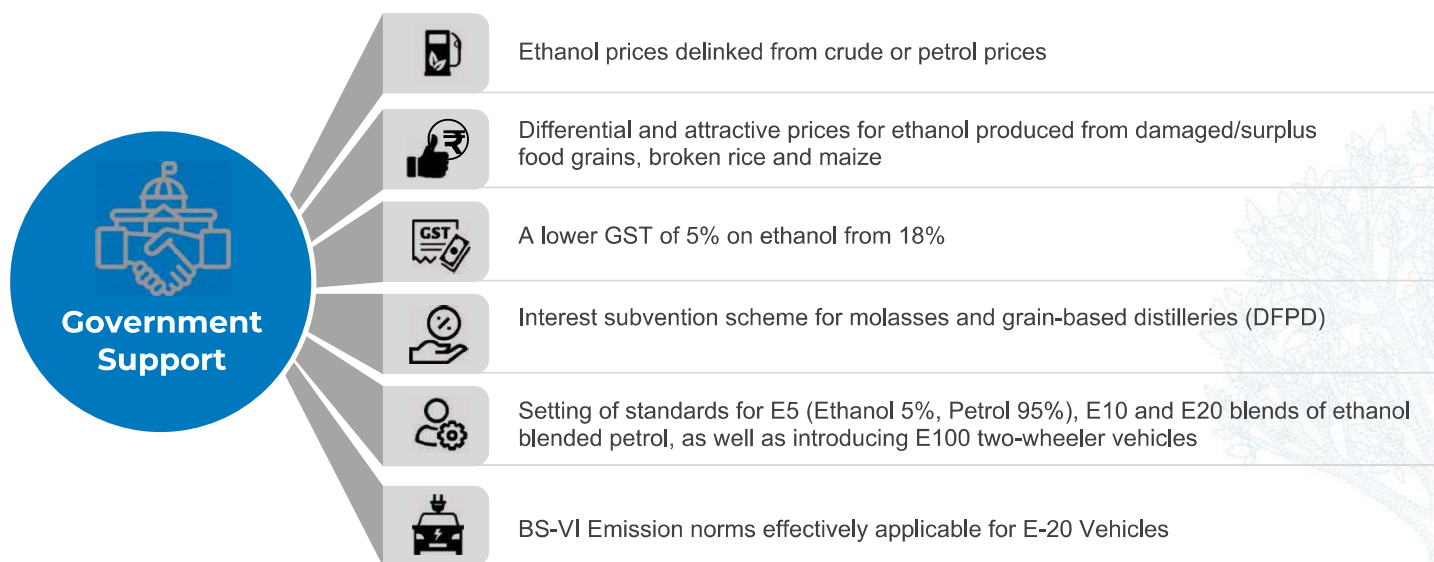 Ethanol prices delinked from crude or petrol prices
Differential and attractive prices for ethanol produced from damaged/surplus
food grains, broken rice and maize
GST
A lower GST of 5% on ethanol from 18%
Government
Support
Interest subvention scheme for molasses and grain-based distilleries (DFPD)
Setting of standards for E5 (Ethanol 5%, Petrol 95%), E10 and E20 blends of ethanol
blended petrol, as well as introducing E100 two-wheeler vehicles
BS-VI Emission norms effectively applicable for E-20 Vehicles